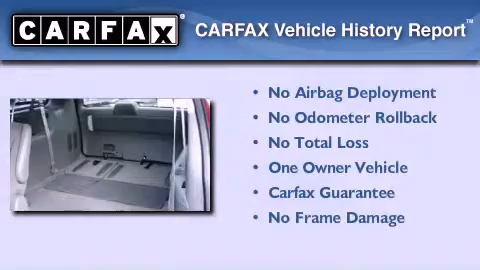 CARFAX® CARFAX Vehicle History Report™
• No Airbag Deployment
• No Odometer Rollback
• No Total Loss
• One Owner Vehicle
• Carfax Guarantee
• No Frame Damage